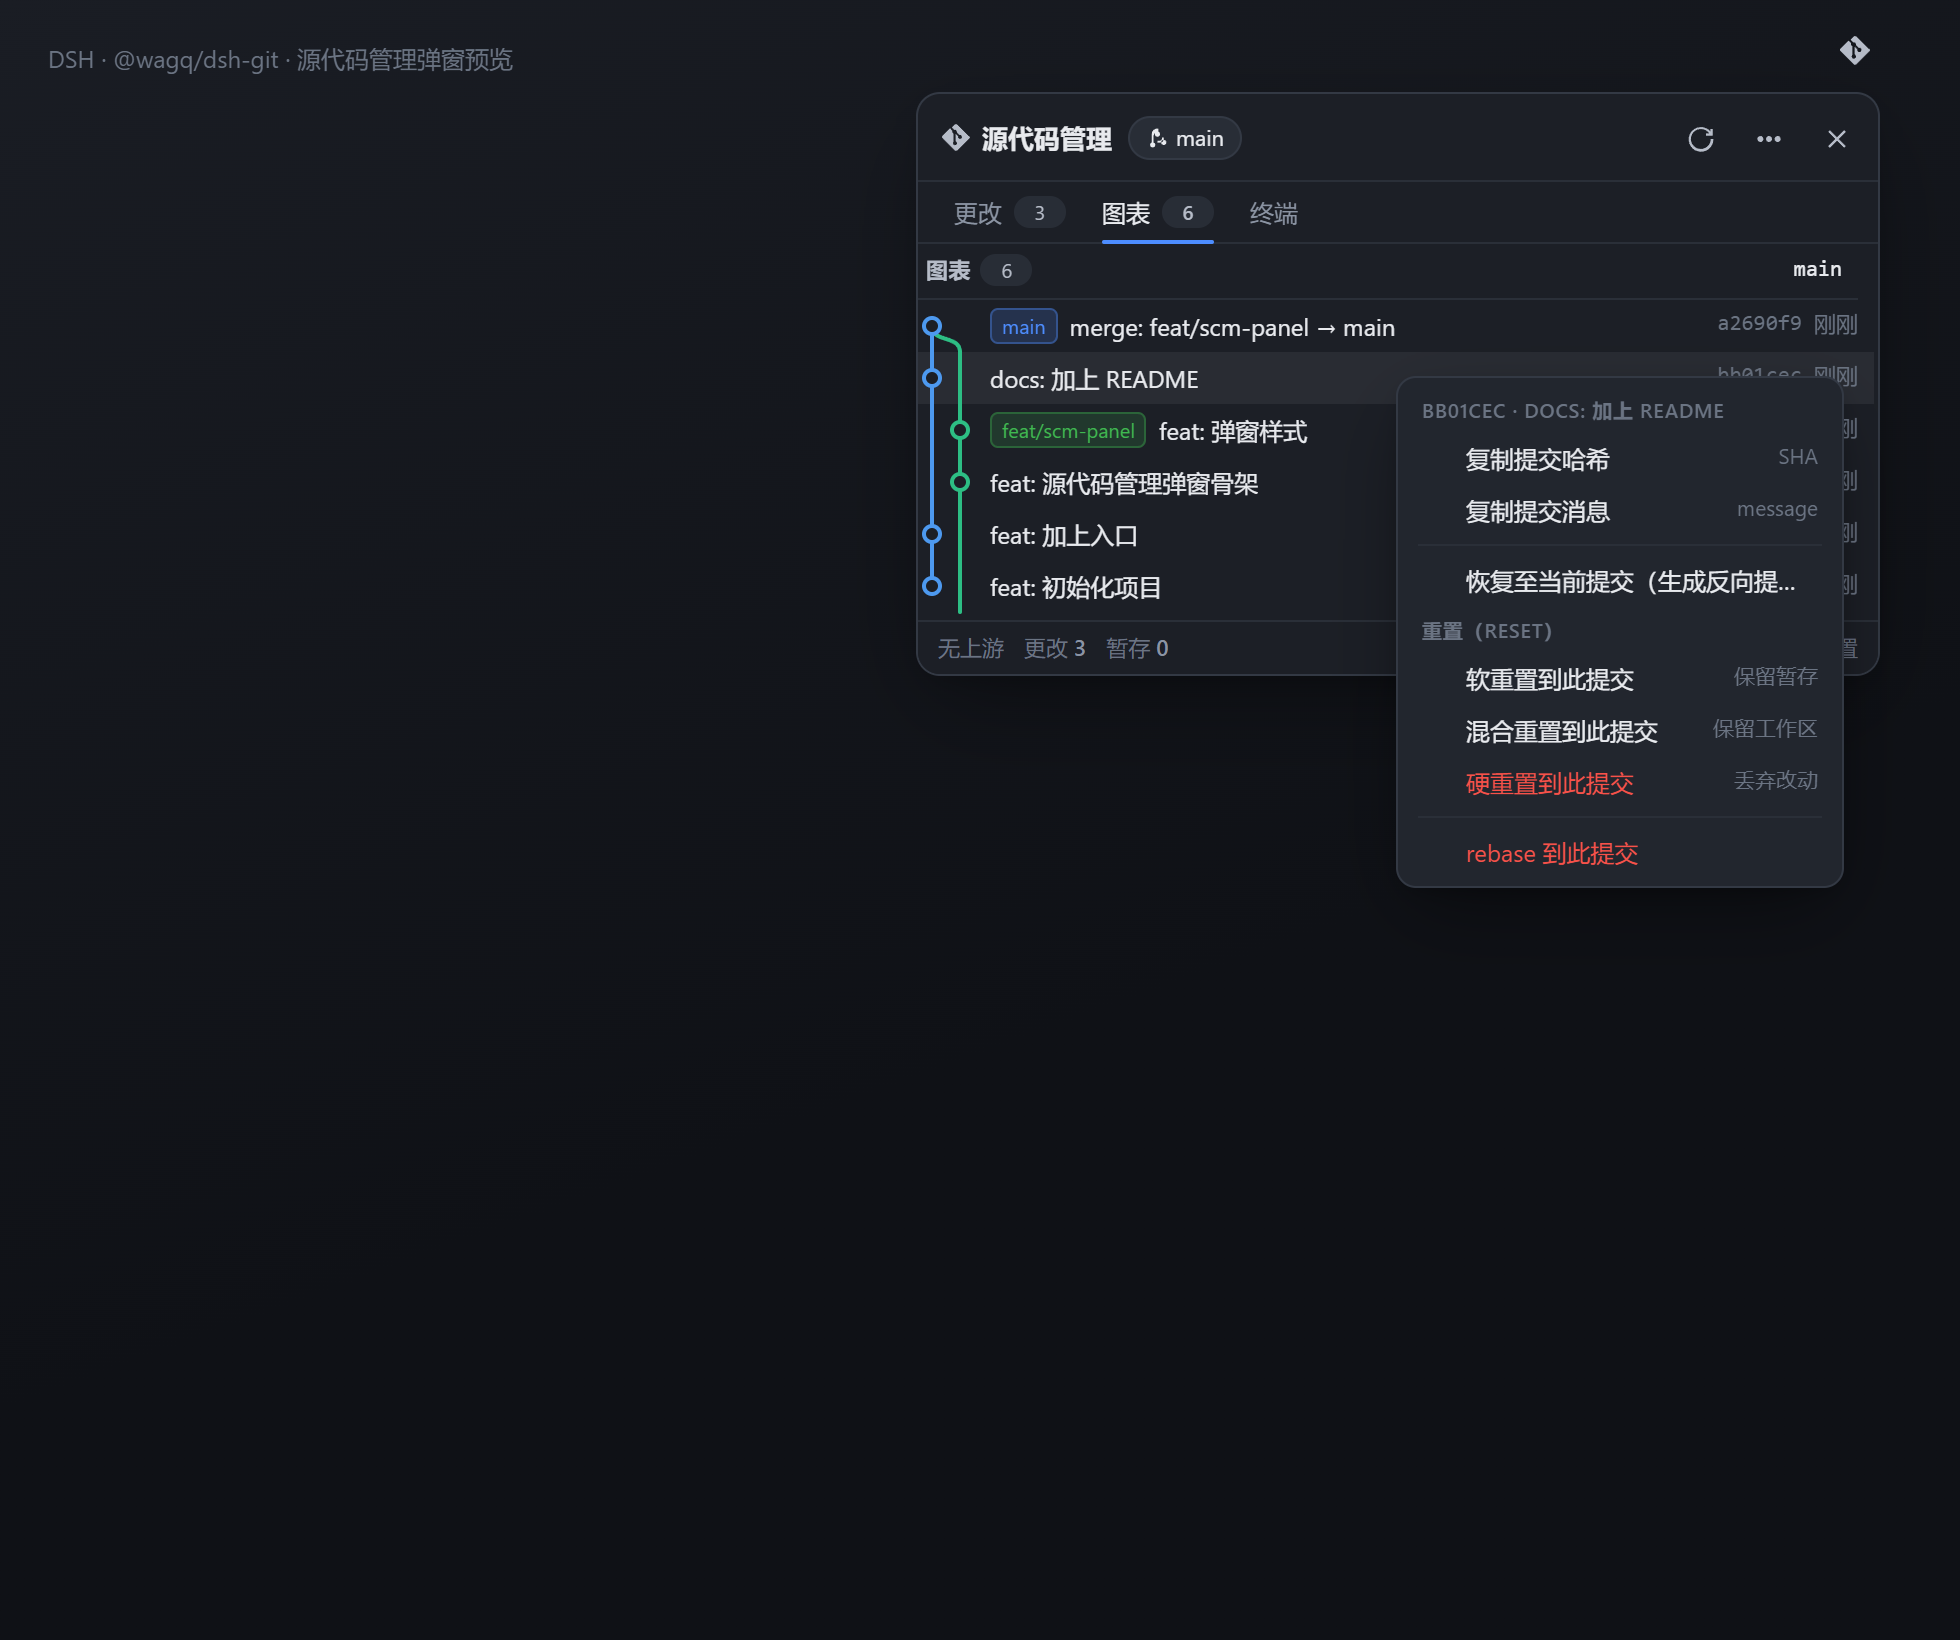 DSH · @wagq/dsh-git · 源代码管理弹窗预览
源代码管理 main
更改 3 图表 6 终端
图表 6 main
main merge: feat/scm-panel → main a2690f9 刚刚
docs: 加上 README bb01cec 刚刚
feat/scm-panel feat: 弹窗样式
feat: 源代码管理弹窗骨架
feat: 加上入口
feat: 初始化项目
无上游 更改 3 暂存 0 置
BB01CEC · DOCS: 加上 README
复制提交哈希 SHA
复制提交消息 message
恢复至当前提交（生成反向提...
重置（RESET）
软重置到此提交 保留暂存
混合重置到此提交 保留工作区
硬重置到此提交 丢弃改动
rebase 到此提交